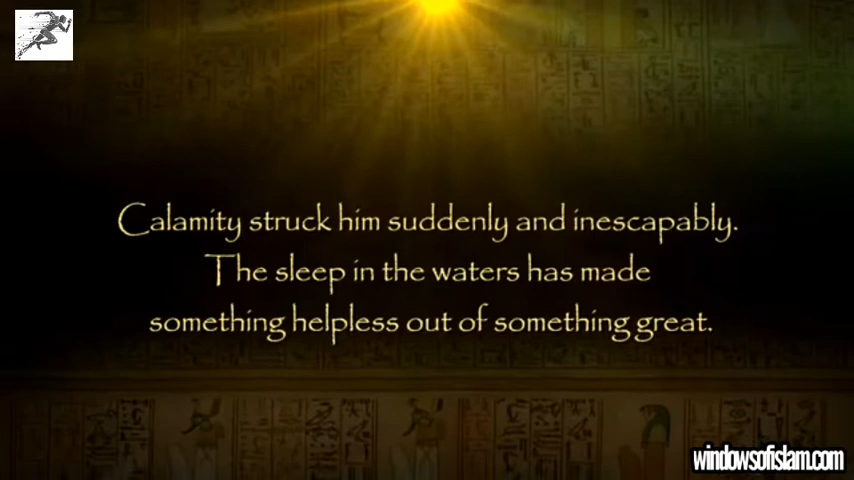 Calamity struck him suddenly and inescapably.
The sleep in the waters has made
something helpless out of something great.
windowsofislam.com